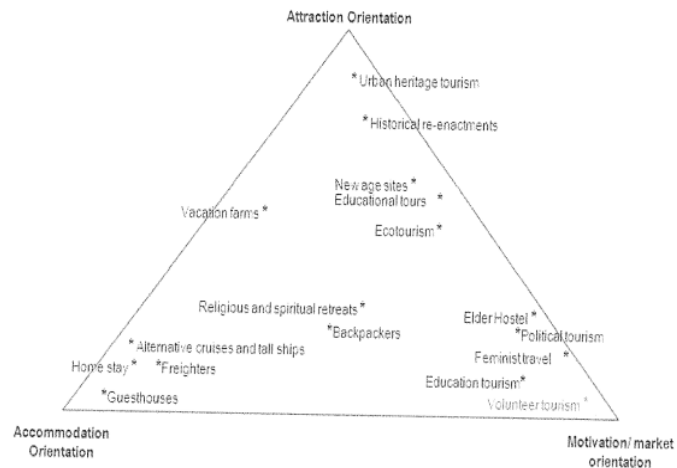 Attraction Orientation
*Urban heritage tourism
*Historical re-enactments
New age sites *
Educational tours *
Vacation farms *
Ecotourism *
Religious and spiritual retreats *
*Backpackers
Elder Hostel *
*Political tourism
*Alternative cruises and tall ships
Feminist travel *
Home stay * *Freighters
Education tourism *
*Guesthouses
Volunteer tourism *
Accommodation
Orientation
Motivation/ market
orientation